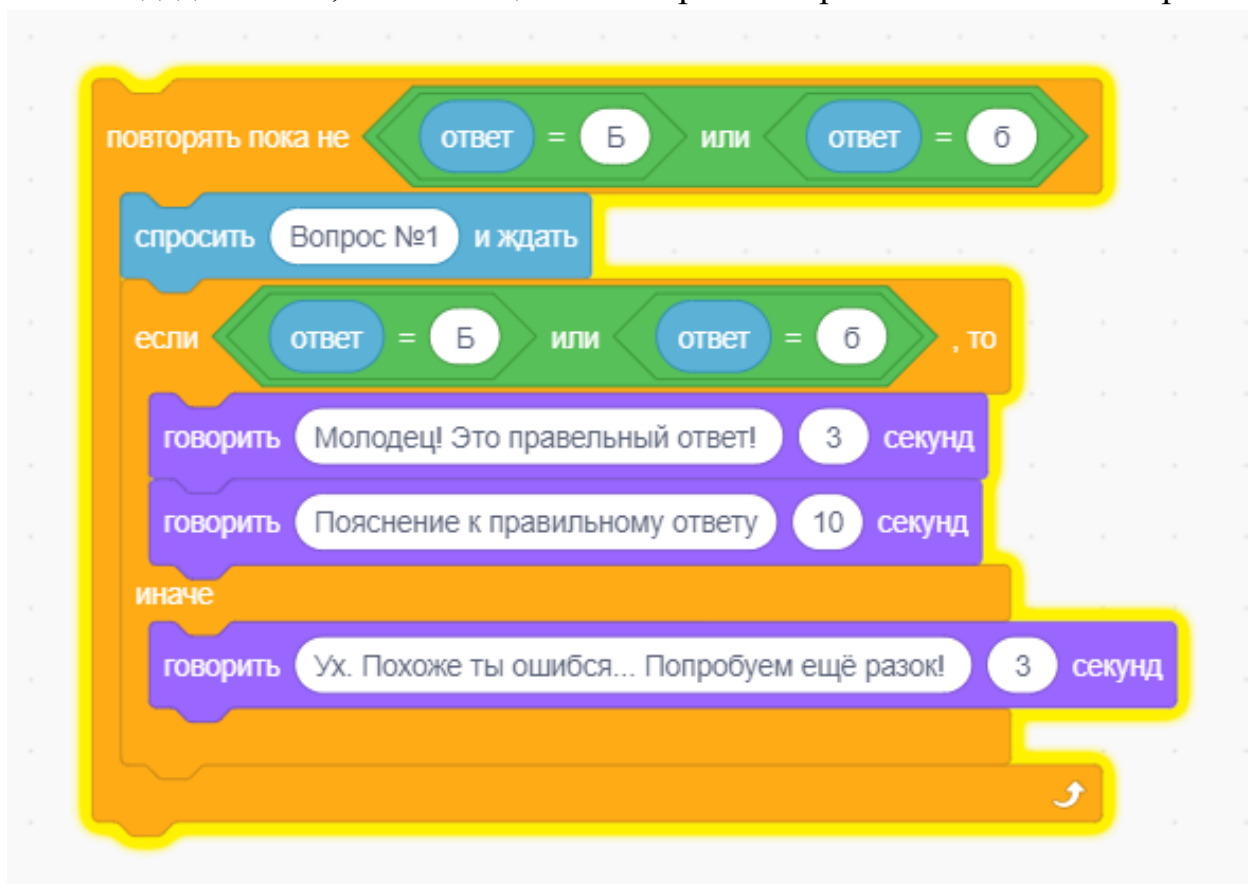 повторять пока не ответ = Б или ответ = б
спросить Вопрос №1 и ждать
если ответ = Б или ответ = б , то
говорить Молодец! Это правельный ответ! 3 секунд
говорить Пояснение к правильному ответу 10 секунд
иначе
говорить Ух. Похоже ты ошибся... Попробуем ещё разок! 3 секунд